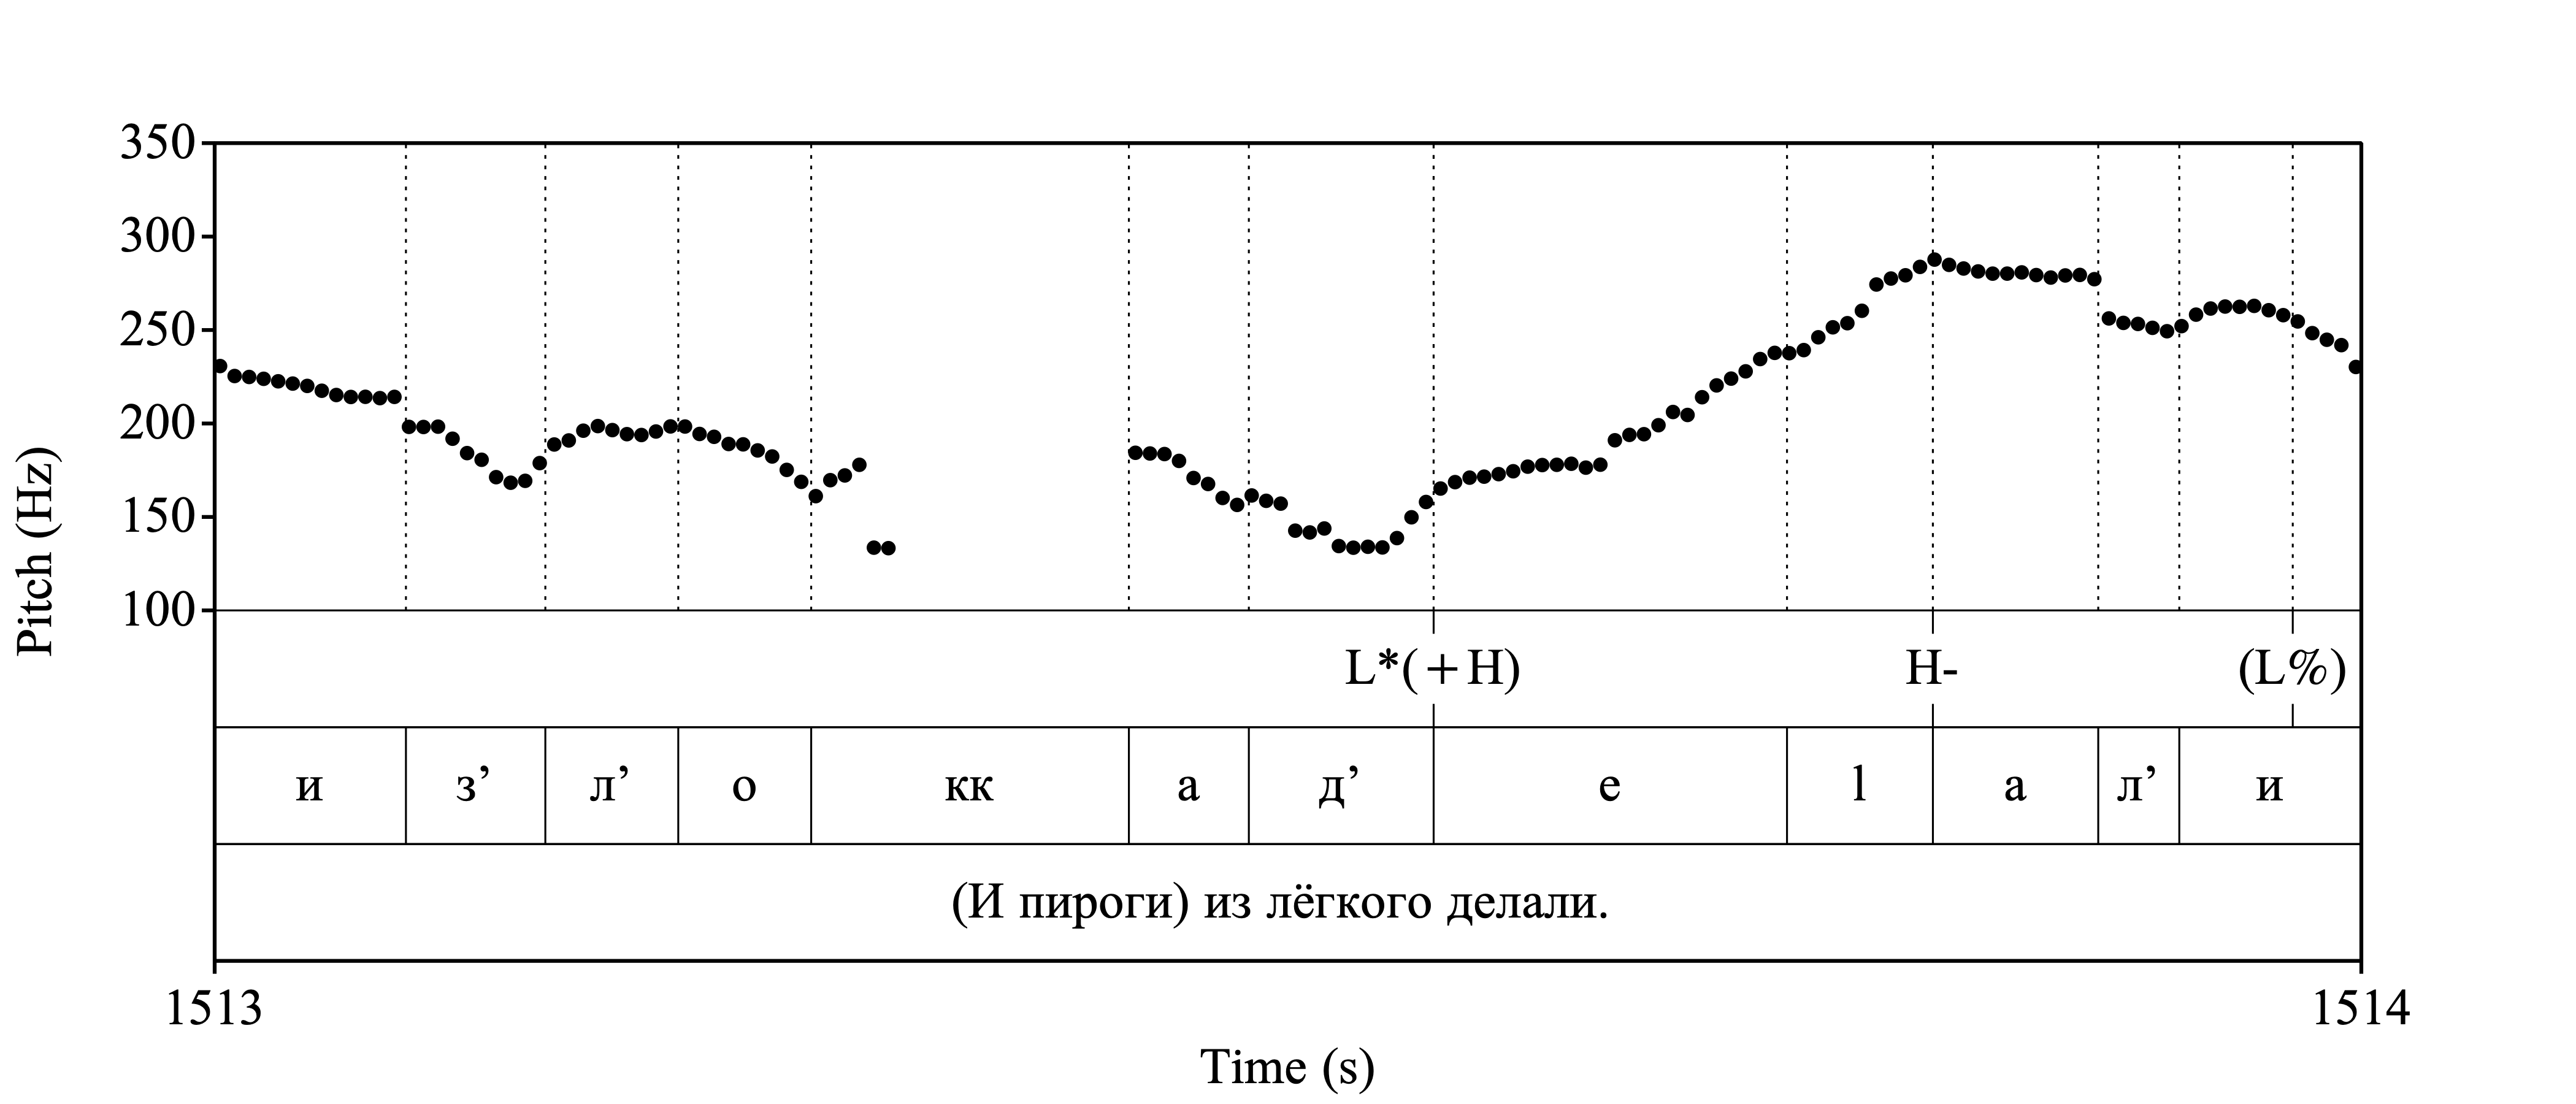 350
300
250
200
150
100
Pitch (Hz)
L*(+H) H- (L%)
и з’ л’ о кк а д’ е l а л’ и
(И пироги) из лёгкого делали.
1513 1514
Time (s)